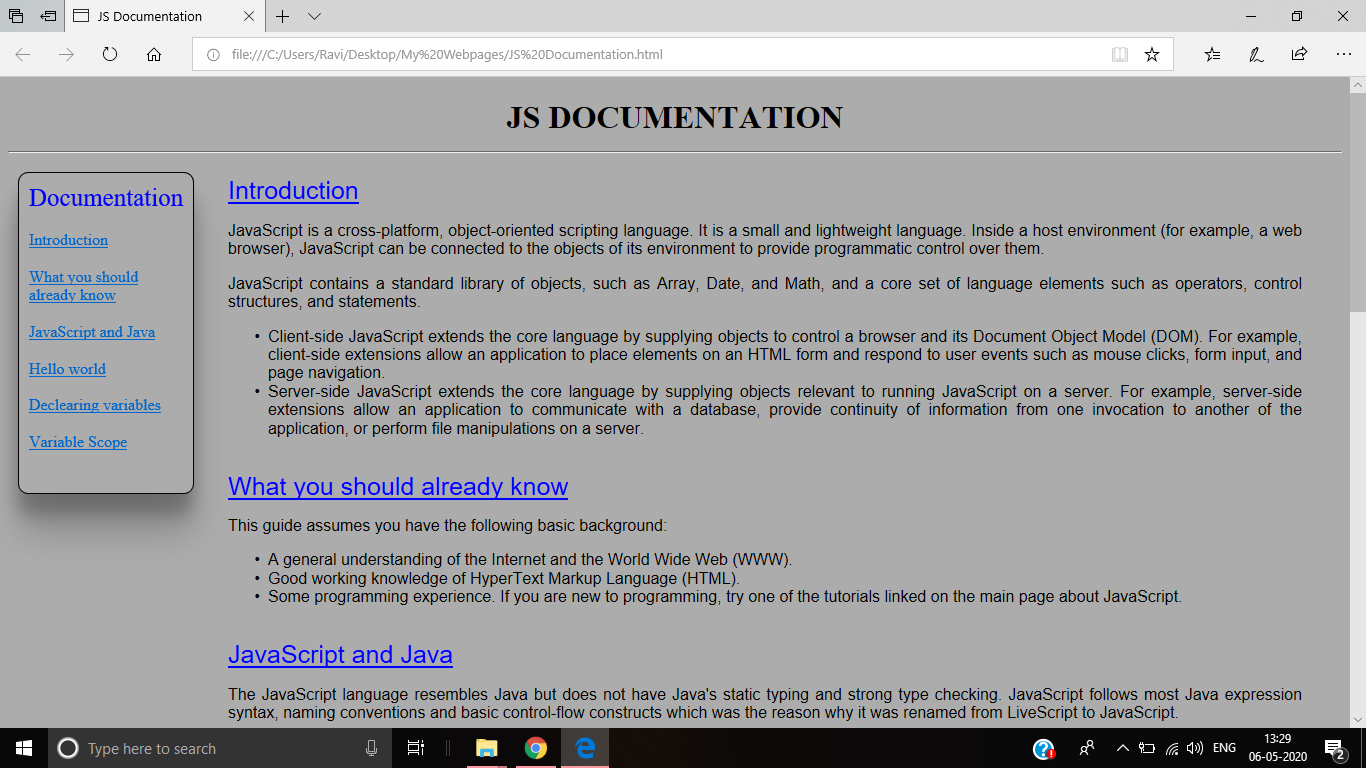 JS Documentation
file:///C:/Users/Ravi/Desktop/My%20Webpages/JS%20Documentation.html
JS DOCUMENTATION
Documentation
Introduction
What you should
already know
JavaScript and Java
Hello world
Declearing variables
Variable Scope
Introduction
JavaScript is a cross-platform, object-oriented scripting language. It is a small and lightweight language. Inside a host environment (for example, a web
browser), JavaScript can be connected to the objects of its environment to provide programmatic control over them.
JavaScript contains a standard library of objects, such as Array, Date, and Math, and a core set of language elements such as operators, control
structures, and statements.
• Client-side JavaScript extends the core language by supplying objects to control a browser and its Document Object Model (DOM). For example,
client-side extensions allow an application to place elements on an HTML form and respond to user events such as mouse clicks, form input, and
page navigation.
• Server-side JavaScript extends the core language by supplying objects relevant to running JavaScript on a server. For example, server-side
extensions allow an application to communicate with a database, provide continuity of information from one invocation to another of the
application, or perform file manipulations on a server.
What you should already know
This guide assumes you have the following basic background:
• A general understanding of the Internet and the World Wide Web (WWW).
• Good working knowledge of HyperText Markup Language (HTML).
• Some programming experience. If you are new to programming, try one of the tutorials linked on the main page about JavaScript.
JavaScript and Java
The JavaScript language resembles Java but does not have Java's static typing and strong type checking. JavaScript follows most Java expression
syntax, naming conventions and basic control-flow constructs which was the reason why it was renamed from LiveScript to JavaScript.
Type here to search
ENG
13:29
06-05-2020
2